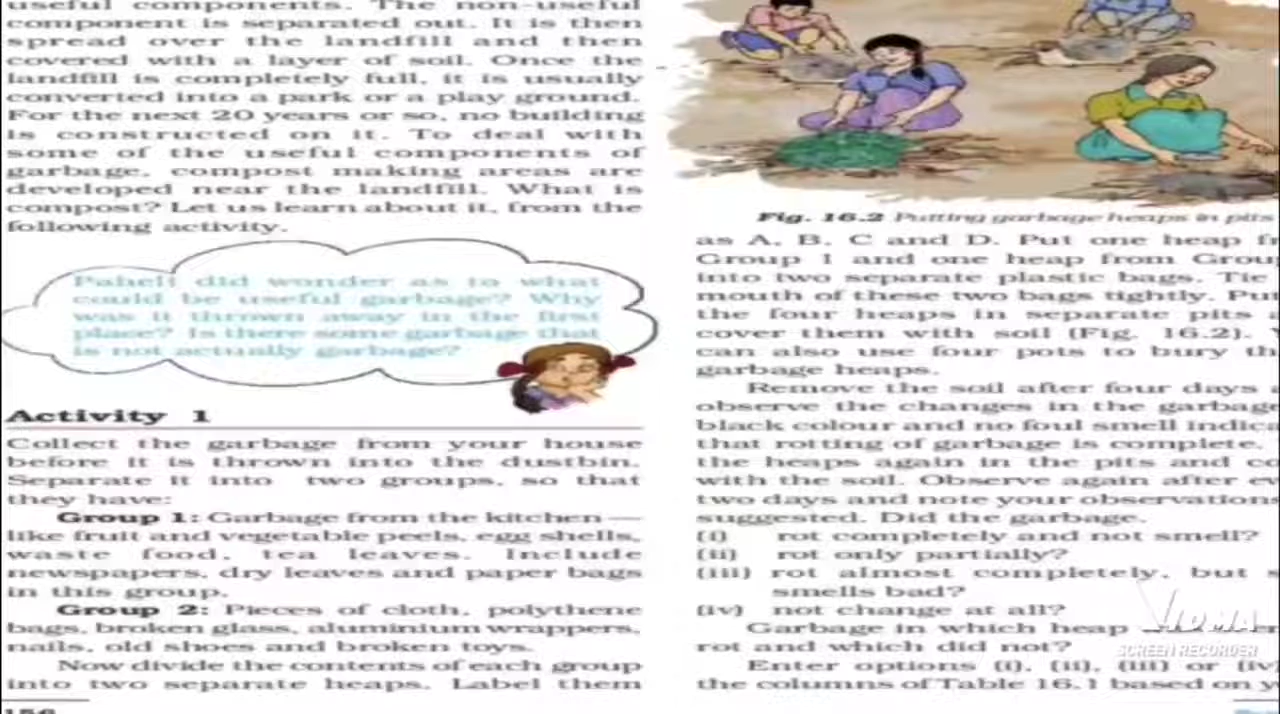 useful components. The non-useful
component is separated out. It is then
spread over the landfill and then
covered with a layer of soil. Once the
landfill is completely full, it is usually
converted into a park or a play ground.
For the next 20 years or so, no building
is constructed on it. To deal with
some of the useful components of
garbage, compost making areas are
developed near the landfill. What is
compost? Let us learn about it, from the
following activity.
Paheli did wonder as to what
could be useful garbage? Why
was it thrown away in the first
place? Is there some garbage that
is not actually garbage?
Activity 1
Collect the garbage from your house
before it is thrown into the dustbin.
Separate it into two groups, so that
they have:
Group 1: Garbage from the kitchen —
like fruit and vegetable peels, egg shells,
waste food, tea leaves. Include
newspapers, dry leaves and paper bags
in this group.
Group 2: Pieces of cloth, polythene
bags, broken glass, aluminium wrappers,
nails, old shoes and broken toys.
Now divide the contents of each group
into two separate heaps. Label them
156
Fig. 16.2 Putting garbage heaps in pits
as A, B, C and D. Put one heap
Group 1 and one heap from
into two separate plastic bags. Tie
mouth of these two bags tightly.
the four heaps in separate pits
cover them with soil (Fig. 16.2).
can also use four pots to bury
garbage heaps.
Remove the soil after four days
observe the changes in the
black colour and no foul smell
that rotting of garbage is complete.
the heaps again in the pits and
with the soil. Observe again after
two days and note your observations
suggested. Did the garbage,
(i) rot completely and not smell?
(ii) rot only partially?
(iii) rot almost completely, but
smells bad?
(iv) not change at all?
Garbage in which heap
rot and which did not?
Enter options (i), (ii), (iii) or
the columns of Table 16.1 based on
VIDMA
SCREEN RECORDER